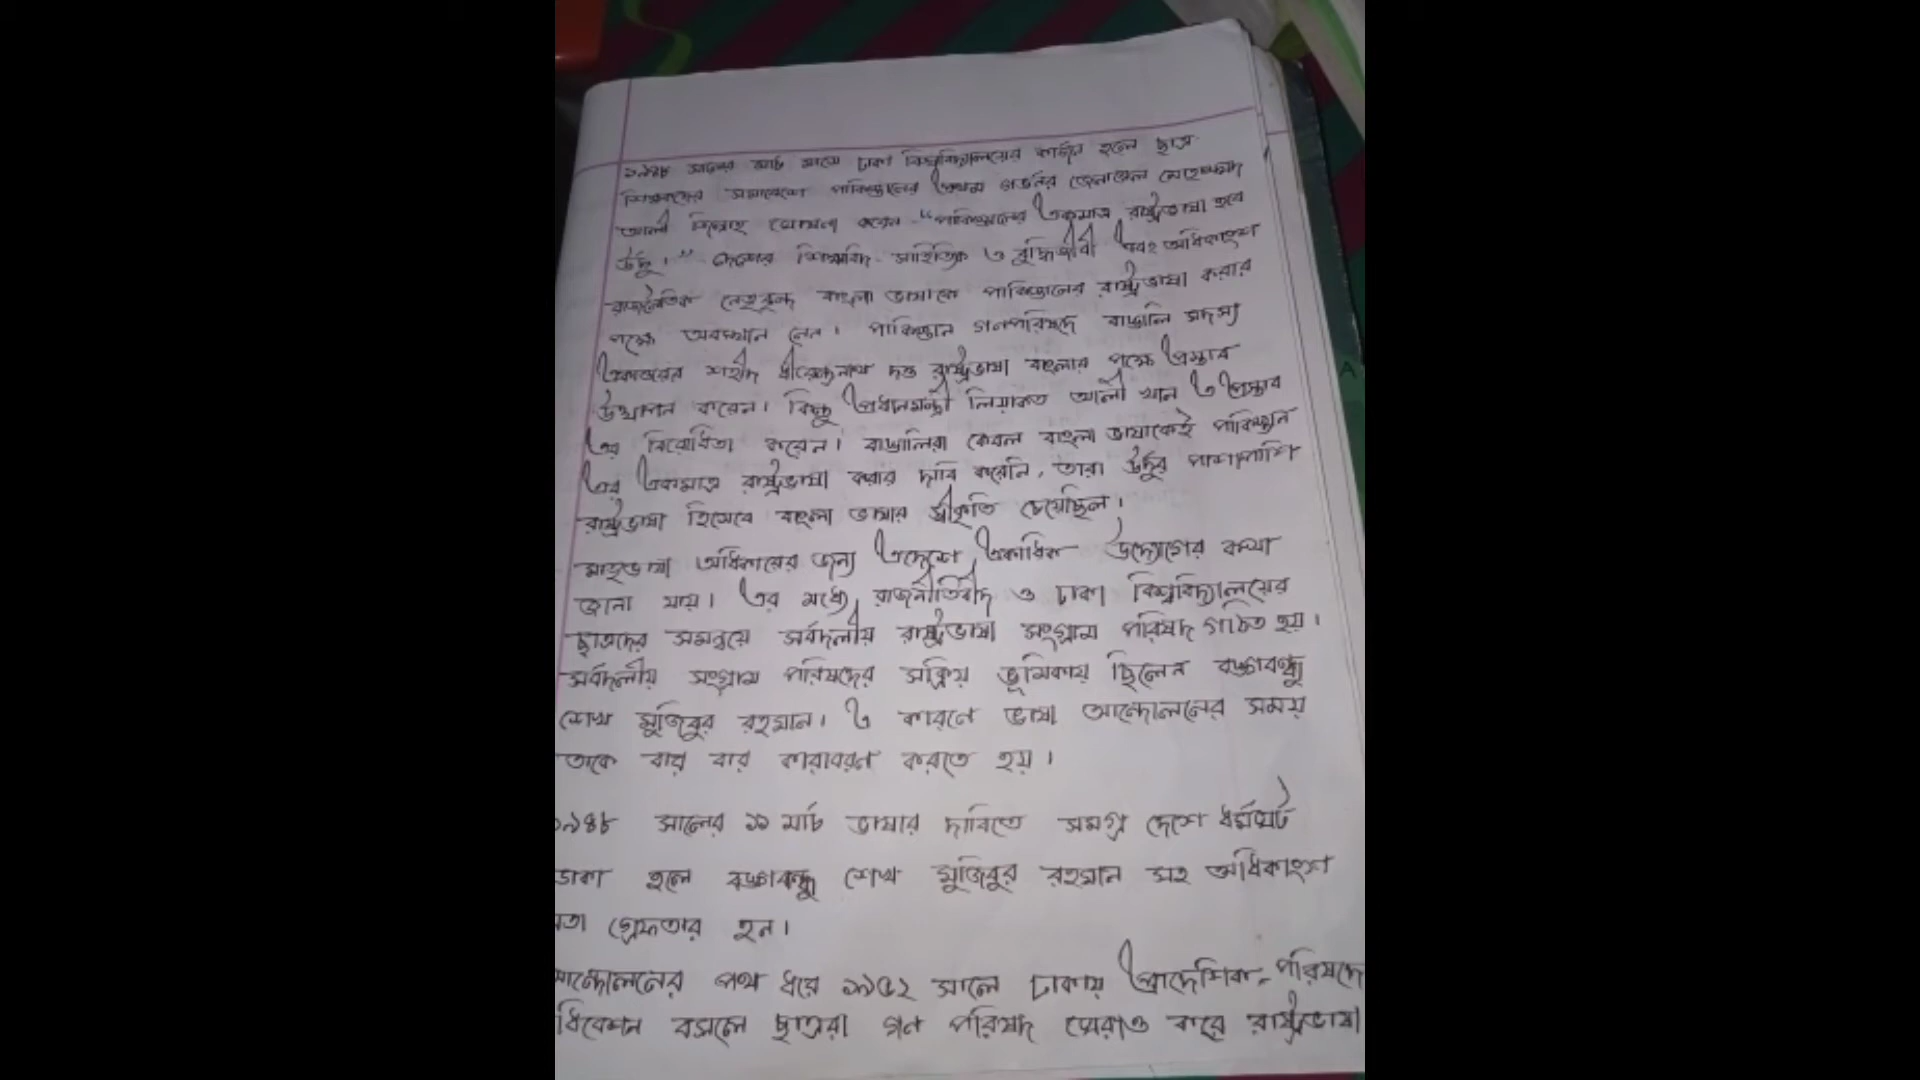 ১৯৪৮ সালের মার্চ মাসে ঢাকা বিশ্ববিদ্যালয়ের কার্জন হলে ছাত্র
শিক্ষকদের সমাবেশে পাকিস্তানের প্রথম গভর্নর জেনারেল মোহাম্মদ
আলী জিন্নাহ ঘোষণা করেন "পাকিস্তানের একমাত্র রাষ্ট্রভাষা হবে
উর্দু।" দেশের শিক্ষাবিদ সাহিত্যিক ও বুদ্ধিজীবী এবং অধিকাংশ
রাজনৈতিক নেতৃবৃন্দ বাংলা ভাষাকে পাকিস্তানের রাষ্ট্রভাষা করার
পক্ষে অবস্থান নেন। পাকিস্তান গণপরিষদে বাঙালি সদস্য
একাত্তরের শহীদ ধীরেন্দ্রনাথ দত্ত রাষ্ট্রভাষা বাংলার পক্ষে প্রস্তাব
উত্থাপন করেন। কিন্তু প্রধানমন্ত্রী লিয়াকত আলী খান এ প্রস্তাব
এর বিরোধিতা করেন। বাঙালিরা কেবল বাংলা ভাষাকেই পাকিস্তান
এর একমাত্র রাষ্ট্রভাষা করার দাবি করেনি, তারা উর্দুর পাশাপাশি
রাষ্ট্রভাষা হিসেবে বাংলা ভাষার স্বীকৃতি চেয়েছিল।
মাতৃভাষা অধিকারের জন্য এদেশে একাধিক উদ্যোগের কথা
জানা যায়। এর মধ্যে রাজনীতিবীদ ও ঢাকা বিশ্ববিদ্যালয়ের
ছাত্রদের সমন্বয়ে সর্বদলীয় রাষ্ট্রভাষা সংগ্রাম পরিষদ গঠিত হয়।
সর্বদলীয় সংগ্রাম পরিষদের সক্রিয় ভূমিকায় ছিলেন বঙ্গবন্ধু
শেখ মুজিবুর রহমান। এ কারণে ভাষা আন্দোলনের সময়
তাকে বার বার কারাবরণ করতে হয়।
১৯৪৮ সালের ১১ মার্চ ভাষার দাবিতে সমগ্র দেশে ধর্মঘট
ডাকা হলে বঙ্গবন্ধু শেখ মুজিবুর রহমান সহ অধিকাংশ
নেতা গ্রেফতার হন।
আন্দোলনের পথ ধরে ১৯৫২ সালে ঢাকায় প্রাদেশিক পরিষদে
ধিবেশন বসলে ছাত্ররা গণ পরিষদ ঘেরাও করে রাষ্ট্রভাষা